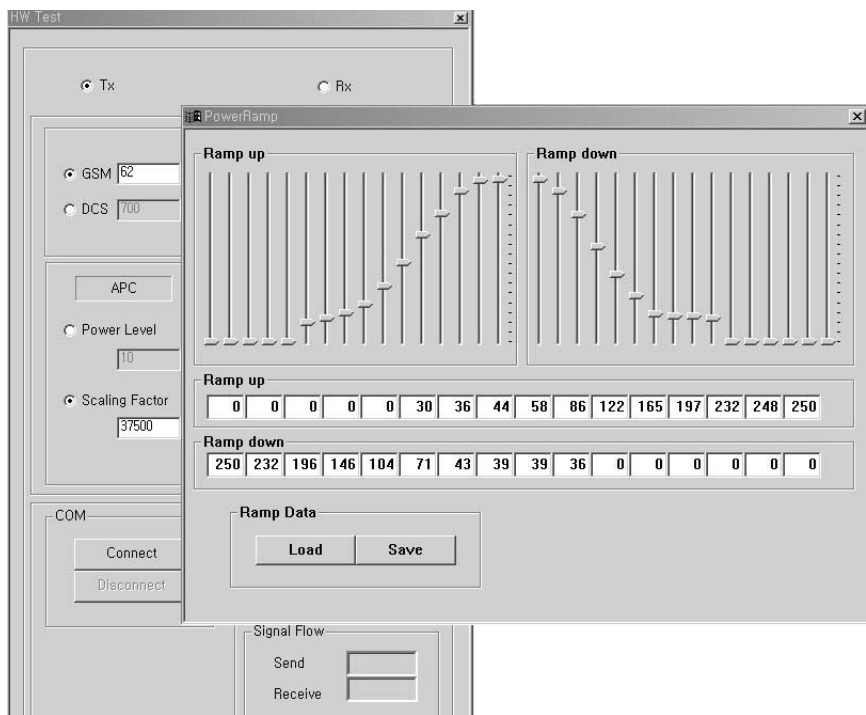 HW Test
Tx
Rx
PowerRamp
Ramp up
Ramp down
GSM 62
DCS 700
APC
Power Level
10
Scaling Factor
37500
Ramp up
0 0 0 0 0 30 36 44 58 86 122 165 197 232 248 250
Ramp down
250 232 196 146 104 71 43 39 39 36 0 0 0 0 0 0
Ramp Data
Load Save
COM
Connect
Disconnect
Signal Flow
Send
Receive